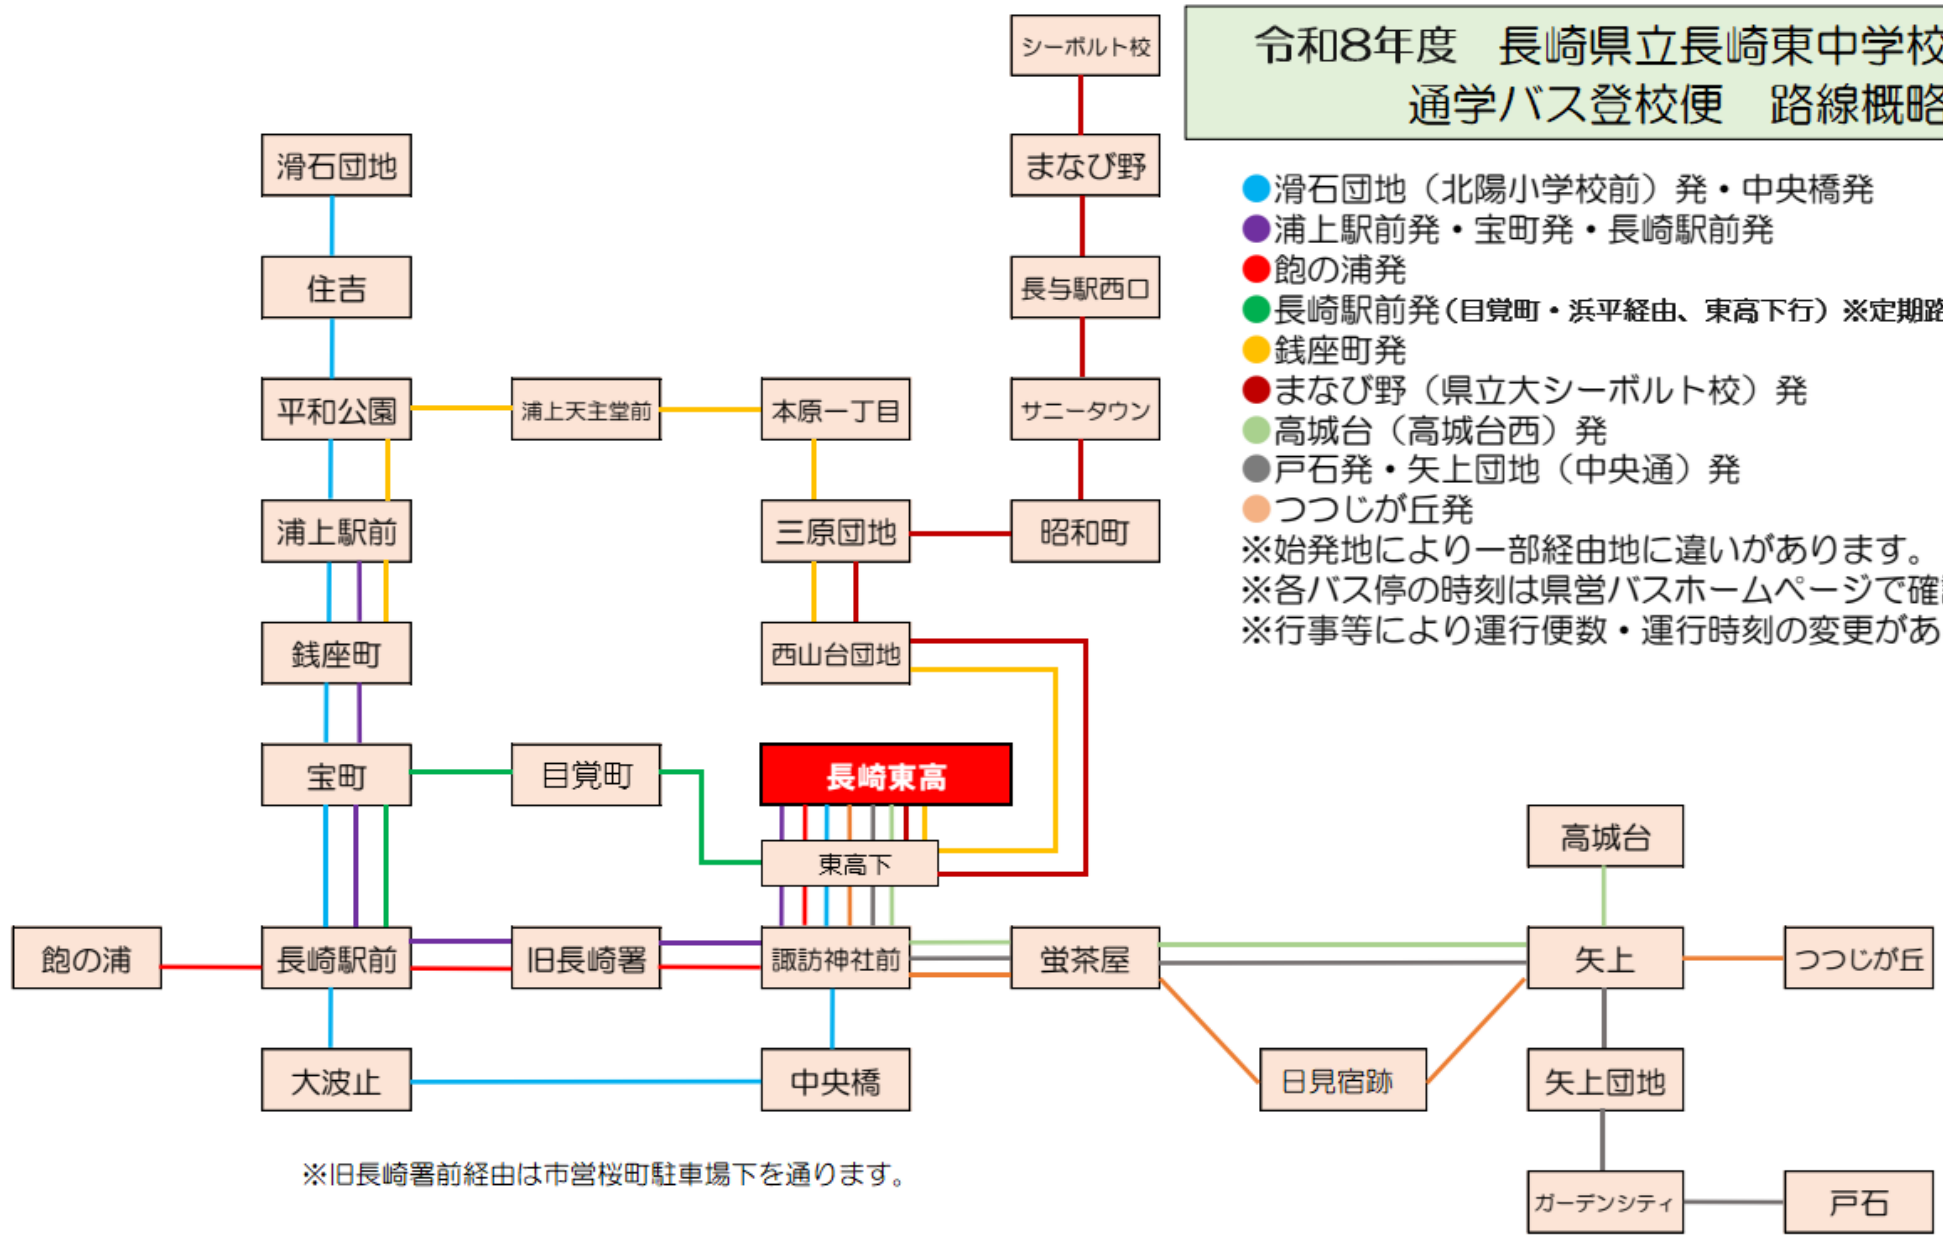 シーボルト校
令和8年度　長崎県立長崎東中学校
通学バス登校便　路線概略
滑石団地
まなび野
●滑石団地（北陽小学校前）発・中央橋発
●浦上駅前発・宝町発・長崎駅前発
●飽の浦発
●長崎駅前発（目覚町・浜平経由、東高下行）※定期路
●銭座町発
●まなび野（県立大シーボルト校）発
●高城台（高城台西）発
●戸石発・矢上団地（中央通）発
●つつじが丘発
※始発地により一部経由地に違いがあります。
※各バス停の時刻は県営バスホームページで確
※行事等により運行便数・運行時刻の変更があ
住吉
長与駅西口
平和公園
浦上天主堂前
本原一丁目
サニータウン
浦上駅前
三原団地
昭和町
銭座町
西山台団地
宝町
目覚町
長崎東高
東高下
高城台
飽の浦
長崎駅前
旧長崎署
諏訪神社前
蛍茶屋
矢上
つつじが丘
大波止
中央橋
日見宿跡
矢上団地
※旧長崎署前経由は市営桜町駐車場下を通ります。
ガーデンシティ
戸石